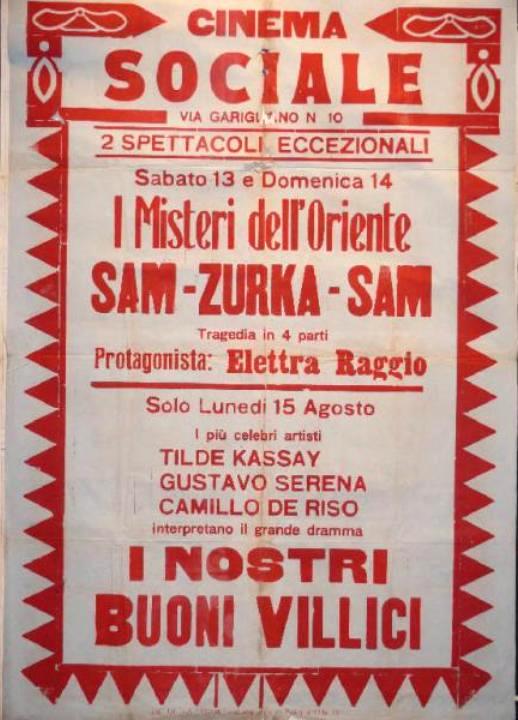 CINEMA
SOCIALE
VIA GARIGLIANO N 10
2 SPETTACOLI ECCEZIONALI
Sabato 13 e Domenica 14
I Misteri dell'Oriente
SAM - ZURKA - SAM
Tragedia in 4 parti
Protagonista: Elettra Raggio
Solo Lunedi 15 Agosto
I più celebri artisti
TILDE KASSAY
GUSTAVO SERENA
CAMILLO DE RISO
interpretano il grande dramma
I NOSTRI
BUONI VILLICI